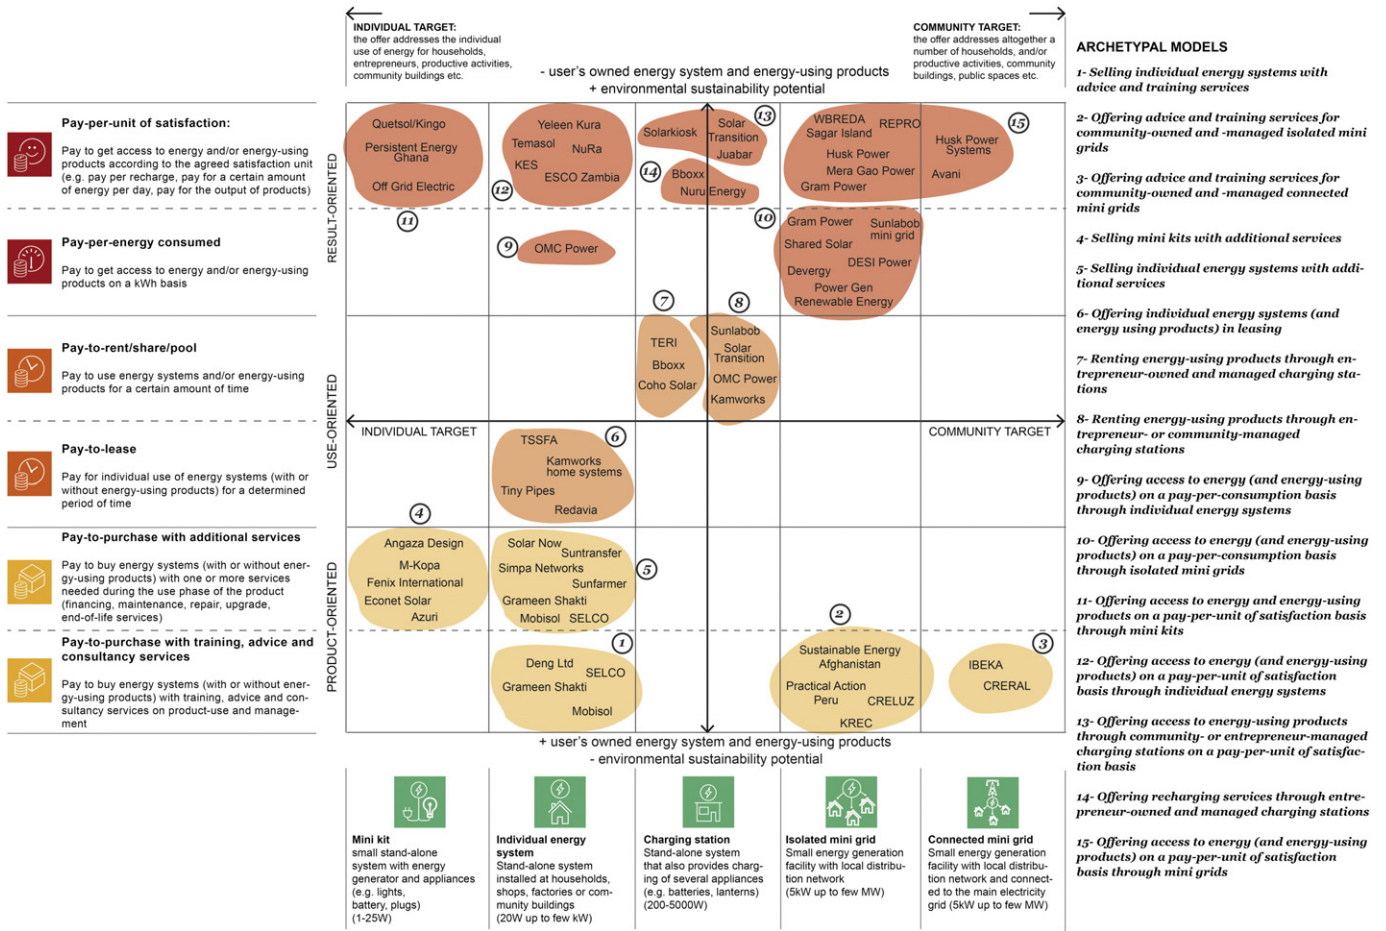 INDIVIDUAL TARGET:
the offer addresses the individual
use of energy for households,
entrepreneurs, productive activities,
community buildings etc.
COMMUNITY TARGET:
the offer addresses altogether a
number of households, and/or
productive activities, community
buildings, public spaces etc.
- user's owned energy system and energy-using products
+ environmental sustainability potential
Pay-per-unit of satisfaction:
Pay to get access to energy and/or energy-using
products according to the agreed satisfaction unit
(e.g. pay per recharge, pay for a certain amount
of energy per day, pay for the output of products)
Pay-per-energy consumed
Pay to get access to energy and/or energy-using
products on a kWh basis
Pay-to-rent/share/pool
Pay to use energy systems and/or energy-using
products for a certain amount of time
Pay-to-lease
Pay for individual use of energy systems (with or
without energy-using products) for a determined
period of time
Pay-to-purchase with additional services
Pay to buy energy systems (with or without ener-
gy-using products) with one or more services
needed during the use phase of the product
(financing, maintenance, repair, upgrade,
end-of-life services)
Pay-to-purchase with training, advice and
consultancy services
Pay to buy energy systems (with or without ener-
gy-using products) with training, advice and con-
sultancy services on product-use and manage-
ment
RESULT-ORIENTED
USE-ORIENTED
PRODUCT-ORIENTED
Quetsol/Kingo
Persistent Energy
Ghana
Off Grid Electric
11
Yeleen Kura
Temasol
NuRa
KES
ESCO Zambia
12
Solarkiosk
Solar
Transition
Juabar
13
14
Bboxx
Nuru Energy
WBREDA
Sagar Island
REPRO
Husk Power
Systems
Husk Power
Mera Gao Power
Gram Power
Avani
15
9
OMC Power
10
Gram Power
Sunlabob
mini grid
Shared Solar
DESI Power
Devergy
Power Gen
Renewable Energy
7
TERI
Bboxx
Coho Solar
8
Sunlabob
Solar
Transition
OMC Power
Kamworks
INDIVIDUAL TARGET
COMMUNITY TARGET
TSSFA
6
Kamworks
home systems
Tiny Pipes
Redavia
4
Angaza Design
M-Kopa
Fenix International
Econet Solar
Azuri
Solar Now
Suntransfer
Simpa Networks
Sunfarmer
Grameen Shakti
Mobisol
SELCO
5
1
Deng Ltd
SELCO
Grameen Shakti
Mobisol
2
Sustainable Energy
Afghanistan
Practical Action
Peru
CRELUZ
KREC
3
IBEKA
CRERAL
+ user's owned energy system and energy-using products
- environmental sustainability potential
Mini kit
small stand-alone
system with energy
generator and appliances
(e.g. lights,
battery, plugs)
(1-25W)
Individual energy
system
Stand-alone system
installed at households,
shops, factories or com-
munity buildings
(20W up to few kW)
Charging station
Stand-alone system
that also provides charg-
ing of several appliances
(e.g. batteries, lanterns)
(200-5000W)
Isolated mini grid
Small energy generation
facility with local distribu-
tion network
(5kW up to few MW)
Connected mini grid
Small energy generation
facility with local distribu-
tion network and connect-
ed to the main electricity
grid (5kW up to few MW)
ARCHETYPAL MODELS
1- Selling individual energy systems with
advice and training services
2- Offering advice and training services for
community-owned and -managed isolated mini
grids
3- Offering advice and training services for
community-owned and -managed connected
mini grids
4- Selling mini kits with additional services
5- Selling individual energy systems with addi-
tional services
6- Offering individual energy systems (and
energy using products) in leasing
7- Renting energy-using products through en-
trepreneur-owned and managed charging sta-
tions
8- Renting energy-using products through en-
trepreneur- or community-managed
charging stations
9- Offering access to energy (and energy-using
products) on a pay-per-consumption basis
through individual energy systems
10- Offering access to energy (and energy-using
products) on a pay-per-consumption basis
through isolated mini grids
11- Offering access to energy and energy-using
products on a pay-per-unit of satisfaction basis
through mini kits
12- Offering access to energy (and energy-using
products) on a pay-per-unit of satisfaction
basis through individual energy systems
13- Offering access to energy-using products
through community- or entrepreneur-managed
charging stations on a pay-per-unit of satisfac-
tion basis
14- Offering recharging services through entre-
preneur-owned and managed charging stations
15- Offering access to energy (and energy-using
products) on a pay-per-unit of satisfaction
basis through mini grids